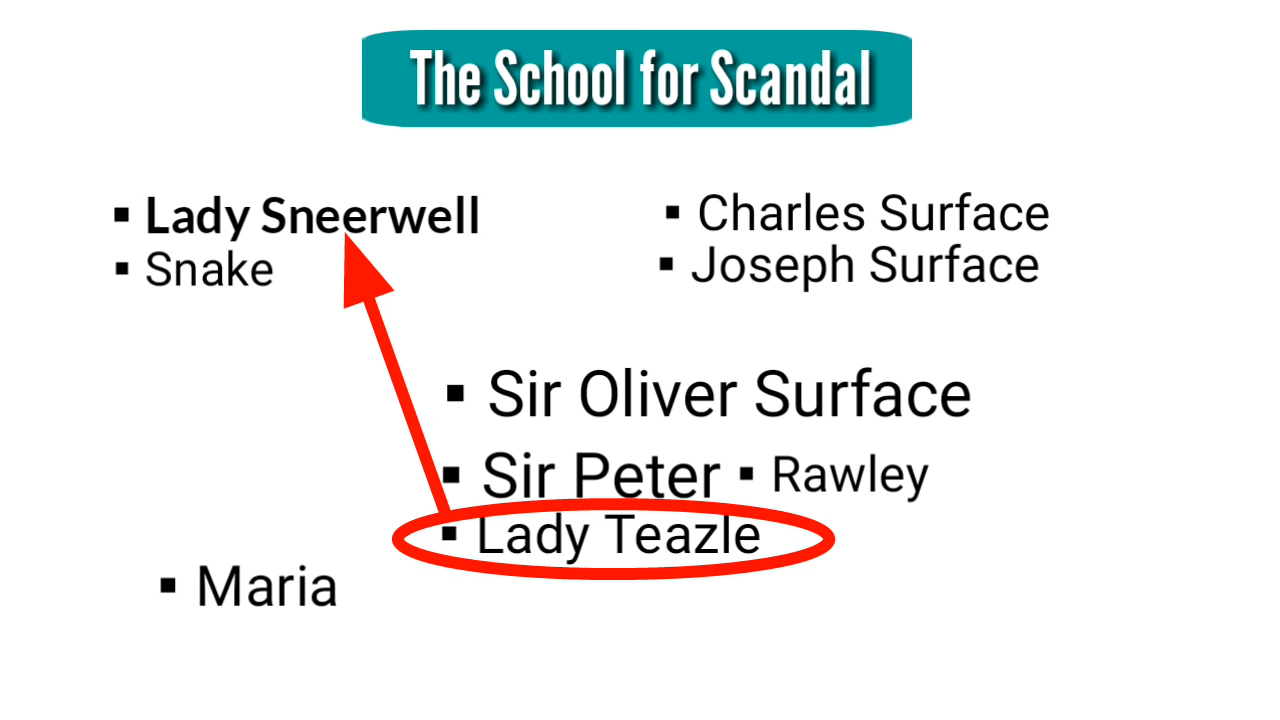 The School for Scandal
▪ Lady Sneerwell
▪ Snake
▪ Charles Surface
▪ Joseph Surface
▪ Sir Oliver Surface
▪ Sir Peter ▪ Rawley
▪ Lady Teazle
▪ Maria